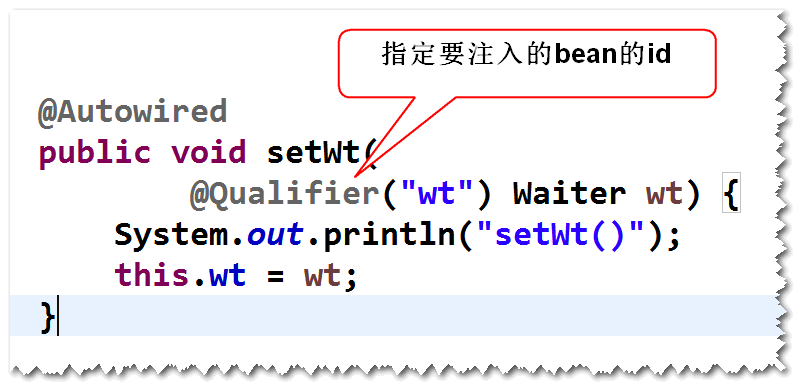 指定要注入的bean的id
@Autowired
public void setWt(
@Qualifier("wt") Waiter wt) {
System.out.println("setWt()");
this.wt = wt;
}